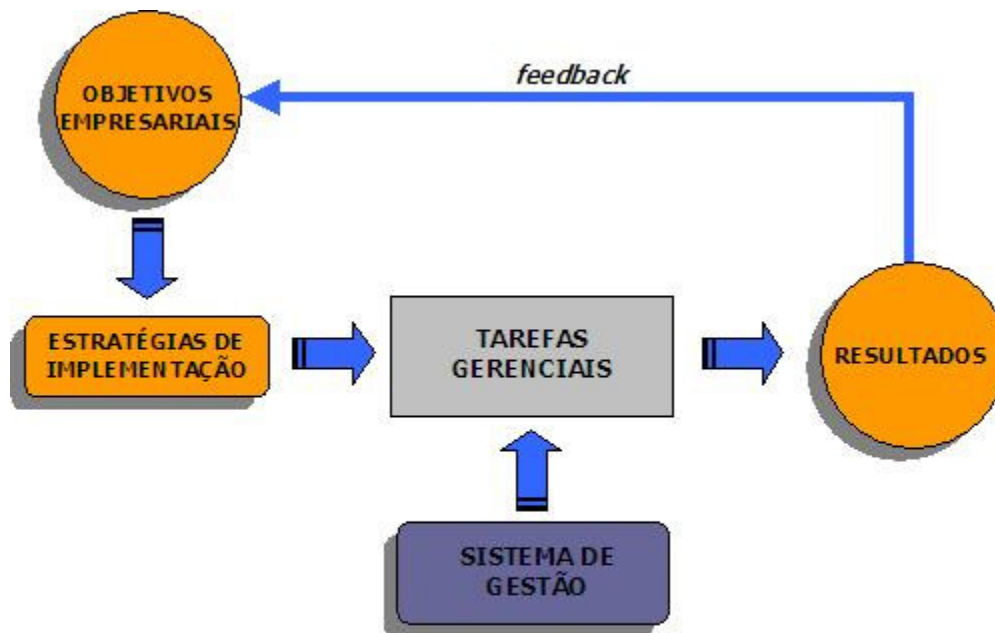 feedback
OBJETIVOS
EMPRESARIAIS
ESTRATÉGIAS DE
IMPLEMENTAÇÃO
TAREFAS
GERENCIAIS
RESULTADOS
SISTEMA DE
GESTÃO